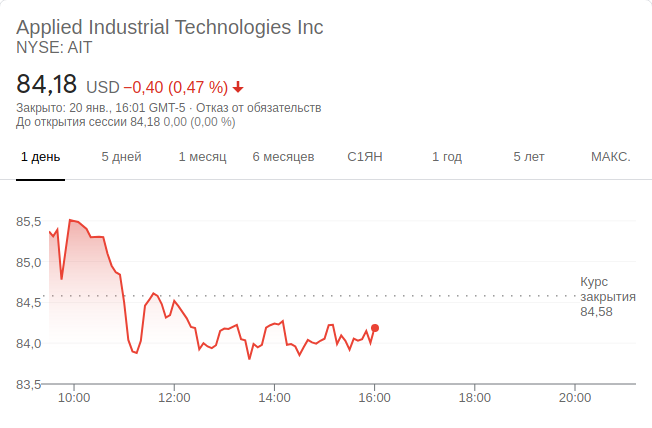 Applied Industrial Technologies Inc
NYSE: AIT
84,18 USD −0,40 (0,47 %)
Закрыто: 20 янв., 16:01 GMT-5 · Отказ от обязательств
До открытия сессии 84,18 0,00 (0,00 %)
1 день 5 дней 1 месяц 6 месяцев С1ЯН 1 год 5 лет МАКС.
85,5
85,0
Курс
84,5 закрытия
84,58
84,0
83,5
10:00 12:00 14:00 16:00 18:00 20:00